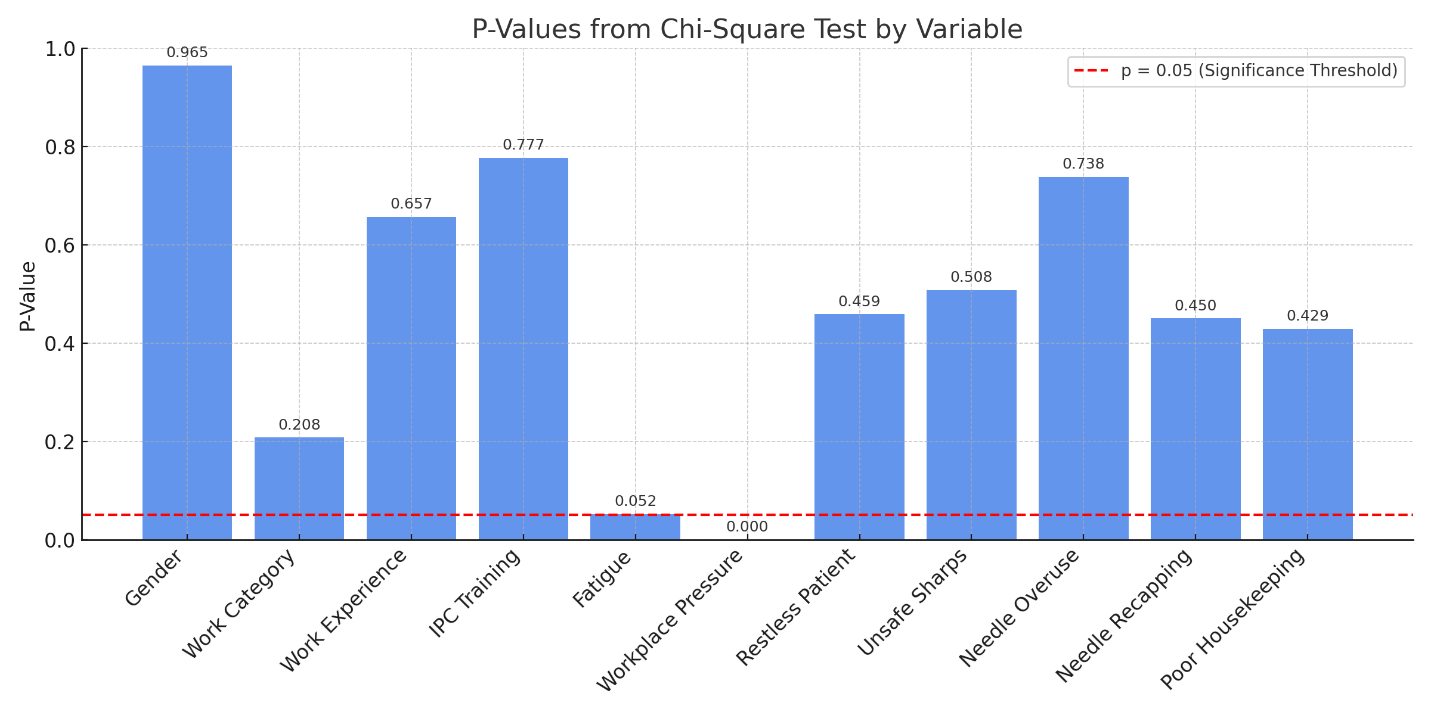 P-Values from Chi-Square Test by Variable
p = 0.05 (Significance Threshold)
P-Value
1.0
0.8
0.6
0.4
0.2
0.0
0.965
0.208
0.657
0.777
0.052
0.000
0.459
0.508
0.738
0.450
0.429
Gender
Work Category
Work Experience
IPC Training
Fatigue
Workplace Pressure
Restless Patient
Unsafe Sharps
Needle Overuse
Needle Recapping
Poor Housekeeping